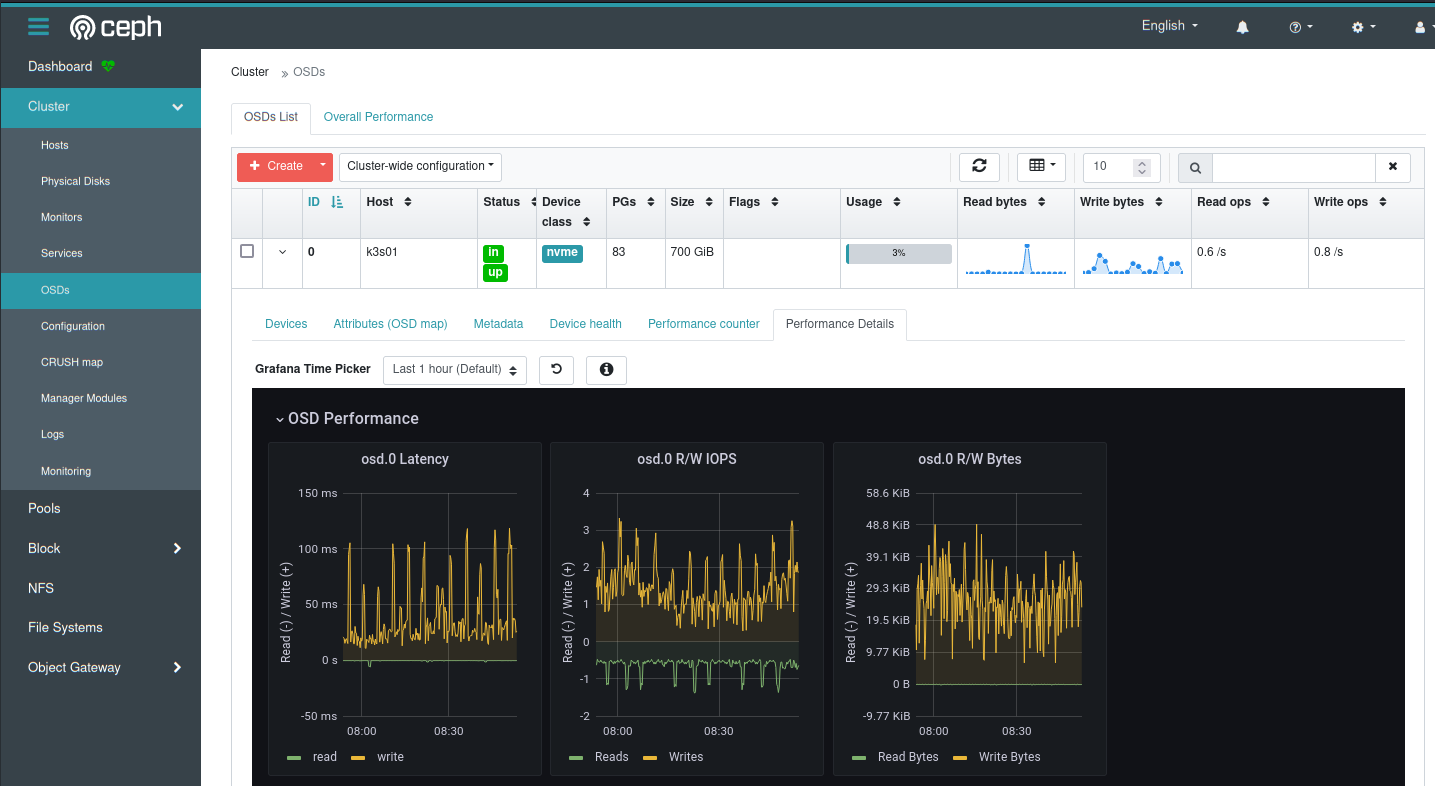 ceph
English
Dashboard
Cluster
Hosts
Physical Disks
Monitors
Services
OSDs
Configuration
CRUSH map
Manager Modules
Logs
Monitoring
Pools
Block
NFS
File Systems
Object Gateway
Cluster » OSDs
OSDs List Overall Performance
+ Create Cluster-wide configuration 10
ID Host Status Device class PGs Size Flags Usage Read bytes Write bytes Read ops Write ops
0 k3s01 in up nvme 83 700 GiB 3% 0.6 /s 0.8 /s
Devices Attributes (OSD map) Metadata Device health Performance counter Performance Details
Grafana Time Picker Last 1 hour (Default)
OSD Performance
osd.0 Latency
Read (-) / Write (+)
150 ms
100 ms
50 ms
0 s
-50 ms
08:00 08:30
read write
osd.0 R/W IOPS
Read (-) / Write (+)
4
3
2
1
0
-1
-2
08:00 08:30
Reads Writes
osd.0 R/W Bytes
Read (-) / Write (+)
58.6 KiB
48.8 KiB
39.1 KiB
29.3 KiB
19.5 KiB
9.77 KiB
0 B
-9.77 KiB
08:00 08:30
Read Bytes Write Bytes